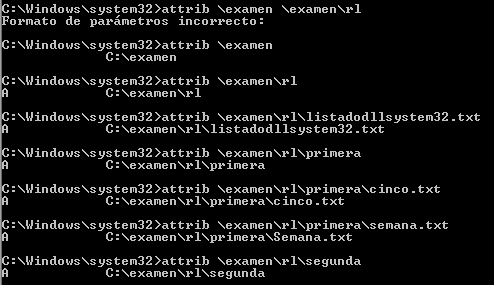 C:\Windows\system32>attrib \examen \examen\rl
Formato de parámetros incorrecto:
C:\Windows\system32>attrib \examen
C:\examen
C:\Windows\system32>attrib \examen\rl
A C:\examen\rl
C:\Windows\system32>attrib \examen\rl\listadodllsystem32.txt
A C:\examen\rl\listadodllsystem32.txt
C:\Windows\system32>attrib \examen\rl\primera
A C:\examen\rl\primera
C:\Windows\system32>attrib \examen\rl\primera\cinco.txt
A C:\examen\rl\primera\cinco.txt
C:\Windows\system32>attrib \examen\rl\primera\semana.txt
A C:\examen\rl\primera\Semana.txt
C:\Windows\system32>attrib \examen\rl\segunda
A C:\examen\rl\segunda